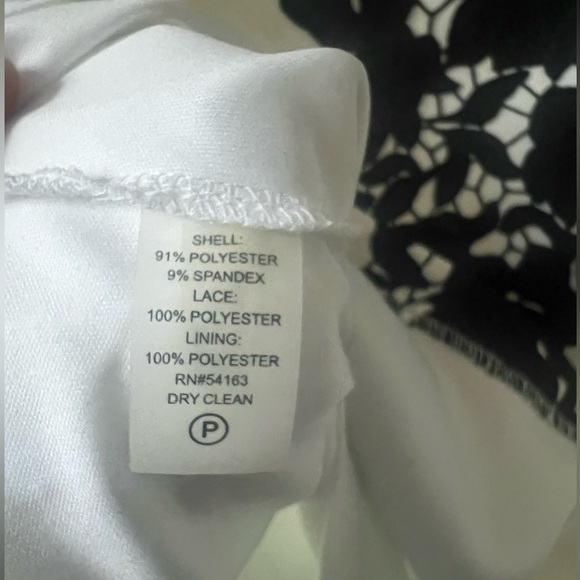 SHELL:
91% POLYESTER
9% SPANDEX
LACE:
100% POLYESTER
LINING:
100% POLYESTER
RN#54163
DRY CLEAN
P